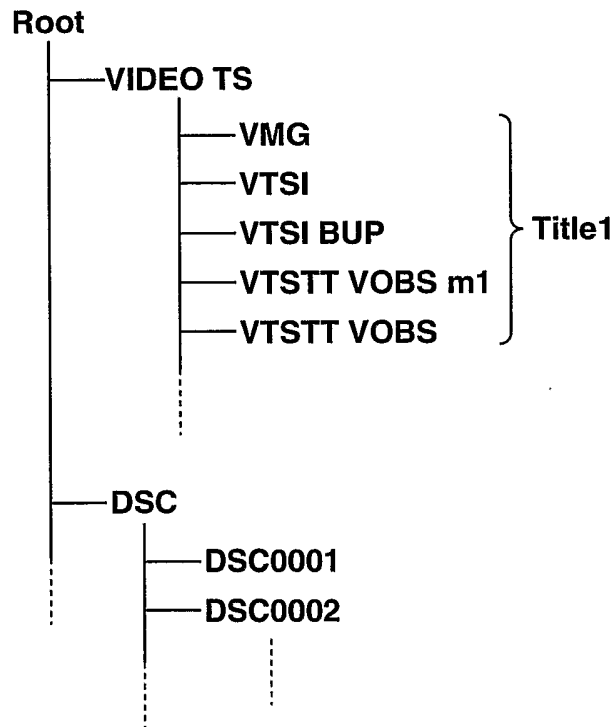 Root
VIDEO TS
VMG
VTSI
VTSI BUP
VTSTT VOBS m1
VTSTT VOBS
Title1
DSC
DSC0001
DSC0002